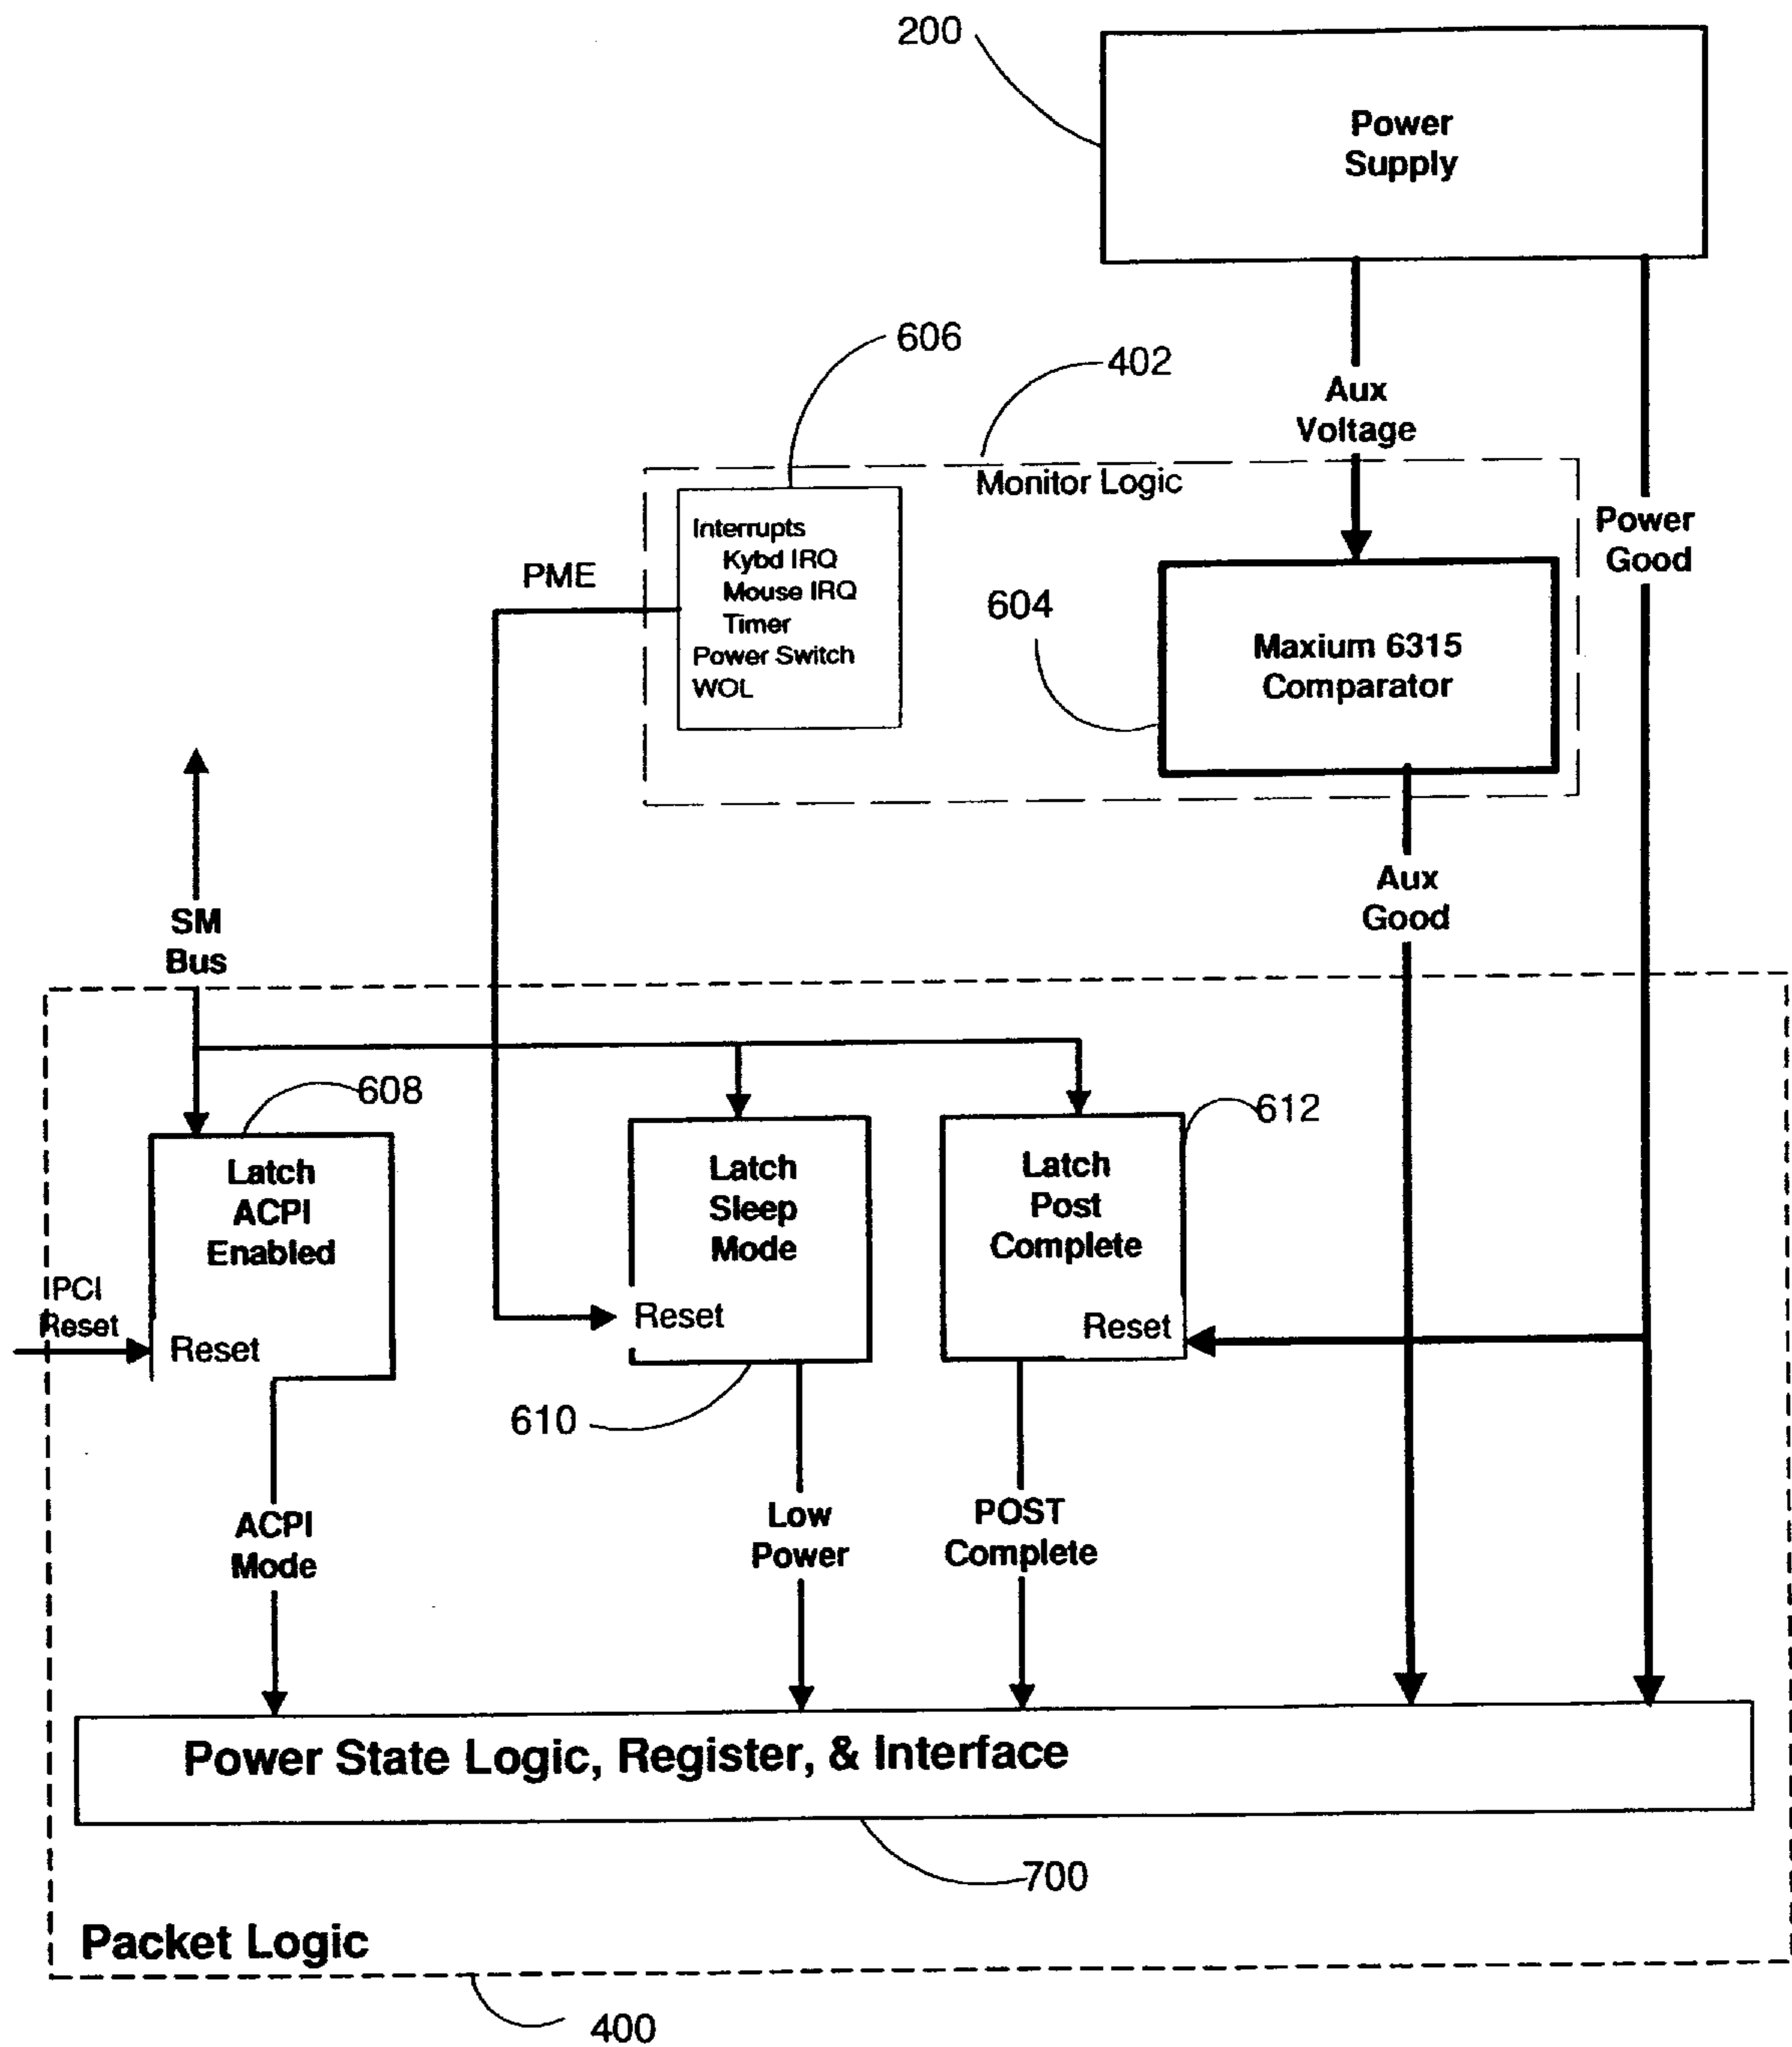 200
Power
Supply
606
402
Aux
Voltage
Monitor Logic
Interrupts
Kybd IRQ
Mouse IRQ
Timer
Power Switch
WOL
PME
Power
Good
604
Maxium 6315
Comparator
Aux
Good
SM
Bus
608
612
Latch
ACPI
Enabled
Latch
Sleep
Mode
Latch
Post
Complete
PCI
Reset
Reset
Reset
Reset
610
ACPI
Mode
Low
Power
POST
Complete
Power State Logic, Register, & Interface
700
Packet Logic
400